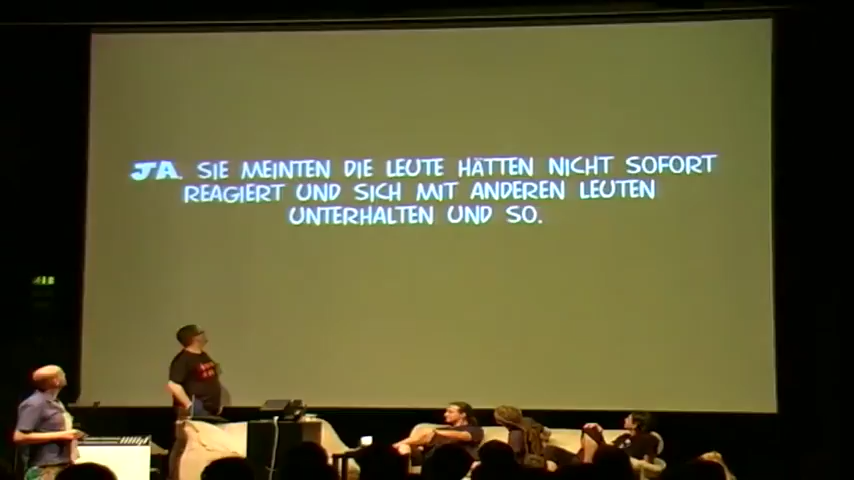 JA. SIE MEINTEN DIE LEUTE HÄTTEN NICHT SOFORT
REAGIERT UND SICH MIT ANDEREN LEUTEN
UNTERHALTEN UND SO.